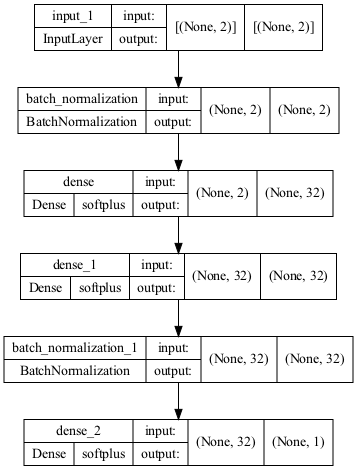 input_1 input: [(None, 2)] [(None, 2)]
InputLayer output:
batch_normalization input: (None, 2) (None, 2)
BatchNormalization output:
dense input: (None, 2) (None, 32)
Dense softplus output:
dense_1 input: (None, 32) (None, 32)
Dense softplus output:
batch_normalization_1 input: (None, 32) (None, 32)
BatchNormalization output:
dense_2 input: (None, 32) (None, 1)
Dense softplus output: